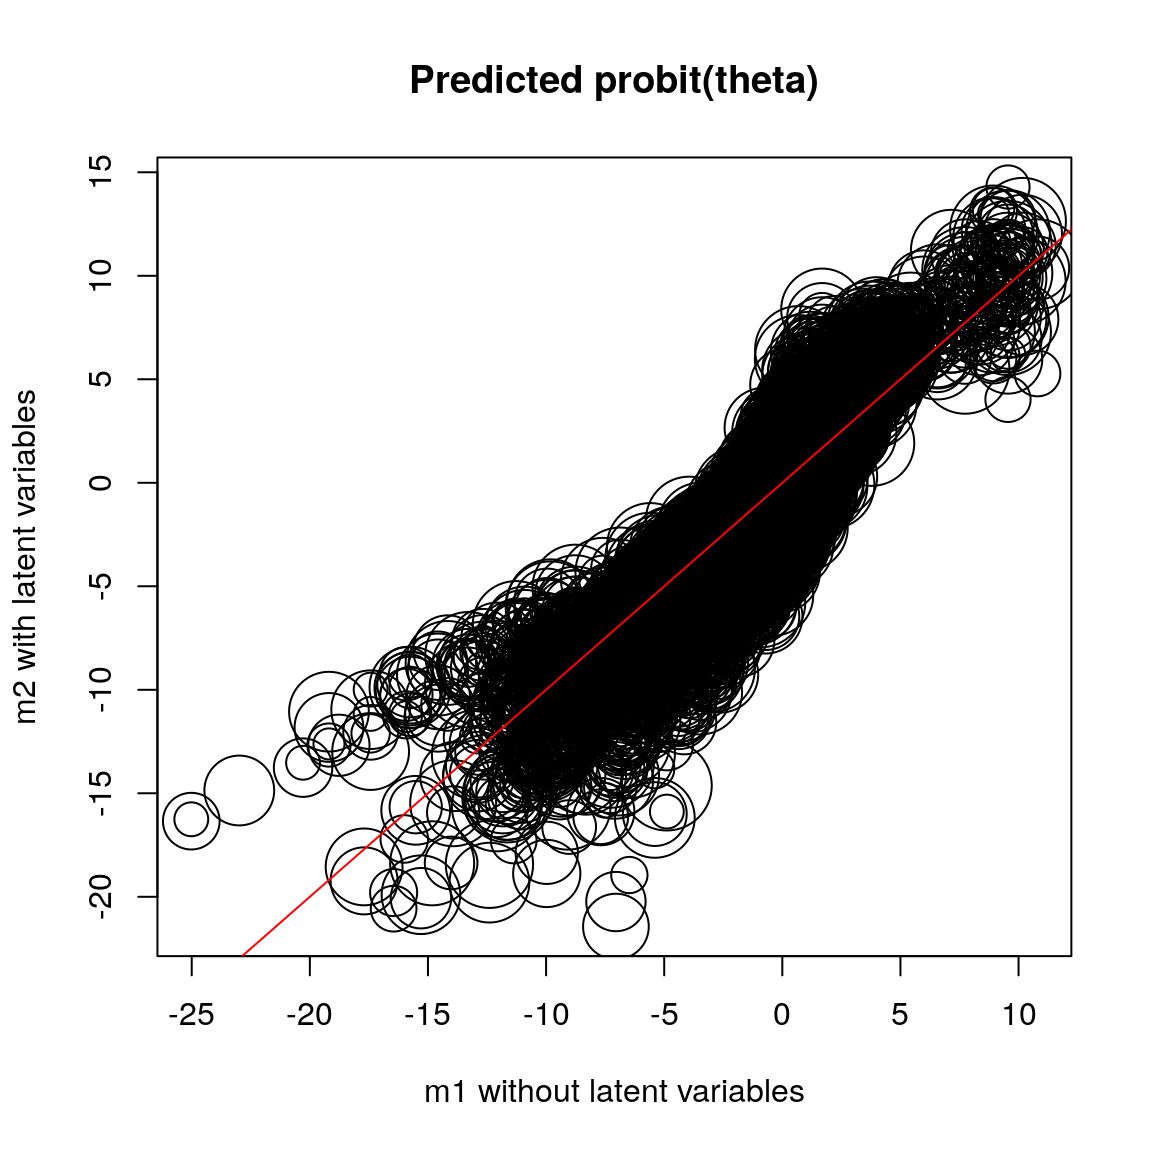 Predicted probit(theta)
15
10
5
0
-5
-10
-15
-20
m2 with latent variables
-25 -20 -15 -10 -5 0 5 10
m1 without latent variables